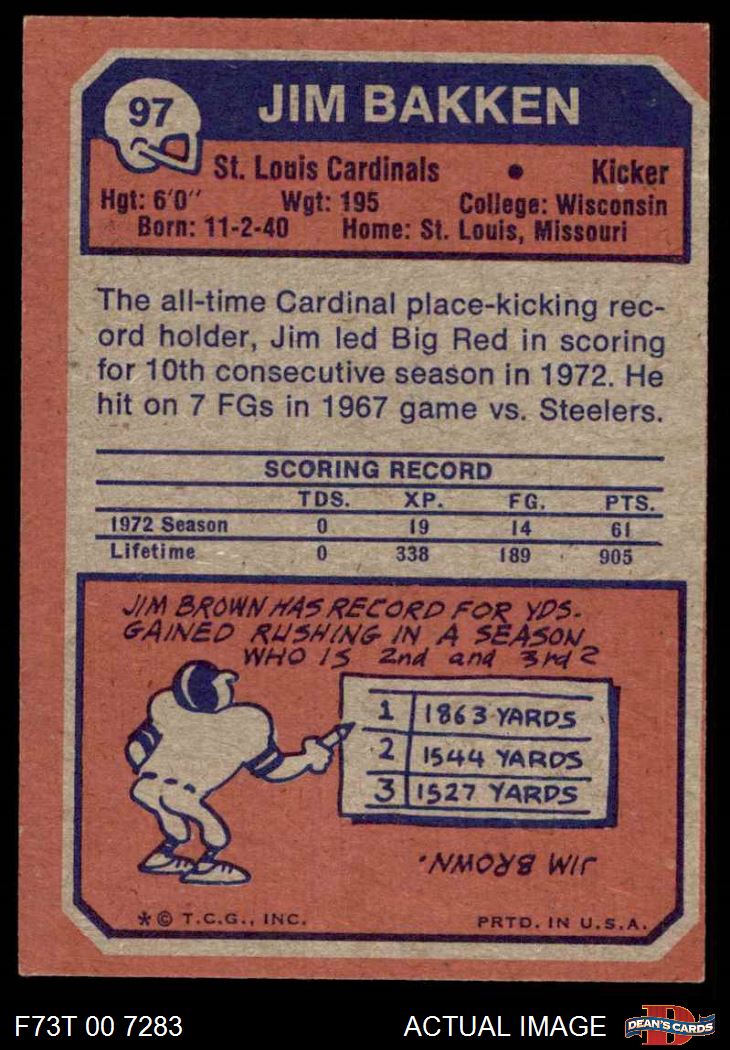 97
JIM BAKKEN
St. Louis Cardinals • Kicker
Hgt: 6'0" Wgt: 195 College: Wisconsin
Born: 11-2-40 Home: St. Louis, Missouri
The all-time Cardinal place-kicking rec-
ord holder, Jim led Big Red in scoring
for 10th consecutive season in 1972. He
hit on 7 FGs in 1967 game vs. Steelers.
SCORING RECORD
TDS. XP. FG. PTS.
1972 Season 0 19 14 61
Lifetime 0 338 189 905
JIM BROWN HAS RECORD FOR YDS.
GAINED RUSHING IN A SEASON
WHO IS 2nd and 3rd?
1 1863 YARDS
2 1544 YARDS
3 1527 YARDS
JIM BROWN.
*© T.C.G., INC. PRTD. IN U.S.A.
F73T 00 7283 ACTUAL IMAGE
D
DEAN'S CARDS